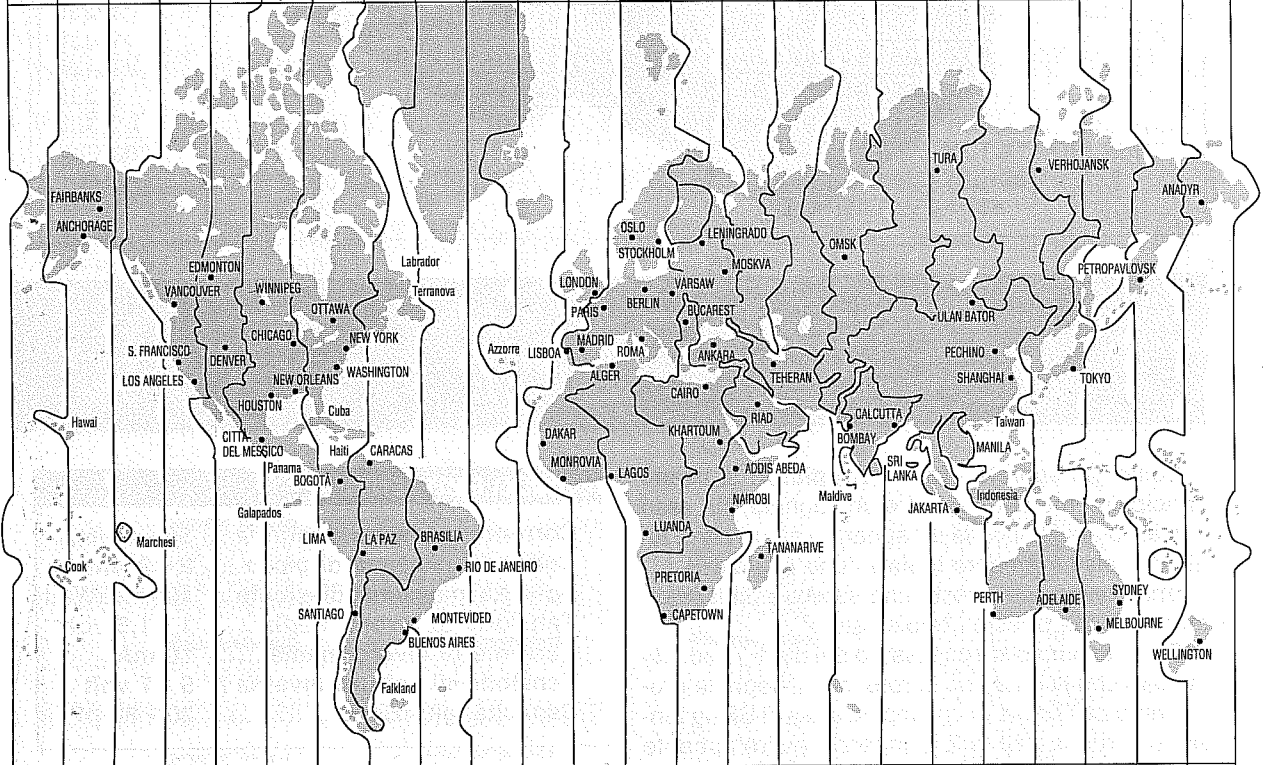 FAIRBANKS
ANCHORAGE
EDMONTON
VANCOUVER
WINNIPEG
OTTAWA
CHICAGO
NEW YORK
DENVER
WASHINGTON
S. FRANCISCO
LOS ANGELES
NEW ORLEANS
HOUSTON
Labrador
Terranova
Hawai
Cuba
CITTA
DEL MESSICO
Haiti
CARACAS
Panama
BOGOTA
Galapados
LIMA
LA PAZ
BRASILIA
RIO DE JANEIRO
Marchesi
Cook
SANTIAGO
MONTEVIDEO
BUENOS AIRES
Falkland
OSLO
STOCKHOLM
LENINGRADO
MOSKVA
LONDON
BERLIN
VARSAW
PARIS
BUCAREST
Azzorre
LISBOA
MADRID
ROMA
ANKARA
ALGER
TEHERAN
CAIRO
RIAD
DAKAR
KHARTOUM
MONROVIA
LAGOS
ADDIS ABEDA
NAIROBI
LUANDA
TANANARIVE
PRETORIA
CAPETOWN
TURA
VERHOJANSK
ANADYR
OMSK
PETROPAVLOVSK
ULAN BATOR
PECHINO
SHANGHAI
TOKYO
Taiwan
CALCUTTA
BOMBAY
MANILA
SRI
LANKA
Maldive
Indonesia
JAKARTA
PERTH
ADELAIDE
SYDNEY
MELBOURNE
WELLINGTON